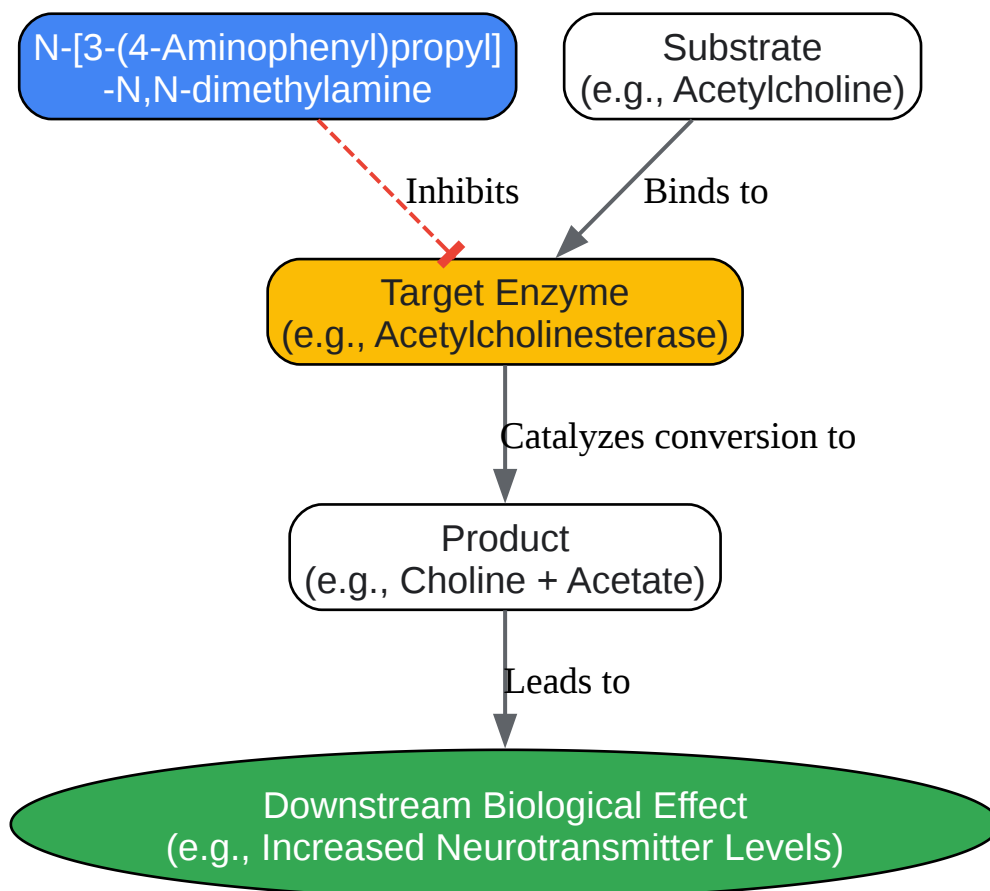 N-[3-(4-Aminophenyl)propyl]
-N,N-dimethylamine
Substrate
(e.g., Acetylcholine)
Inhibits
Binds to
Target Enzyme
(e.g., Acetylcholinesterase)
Catalyzes conversion to
Product
(e.g., Choline + Acetate)
Leads to
Downstream Biological Effect
(e.g., Increased Neurotransmitter Levels)